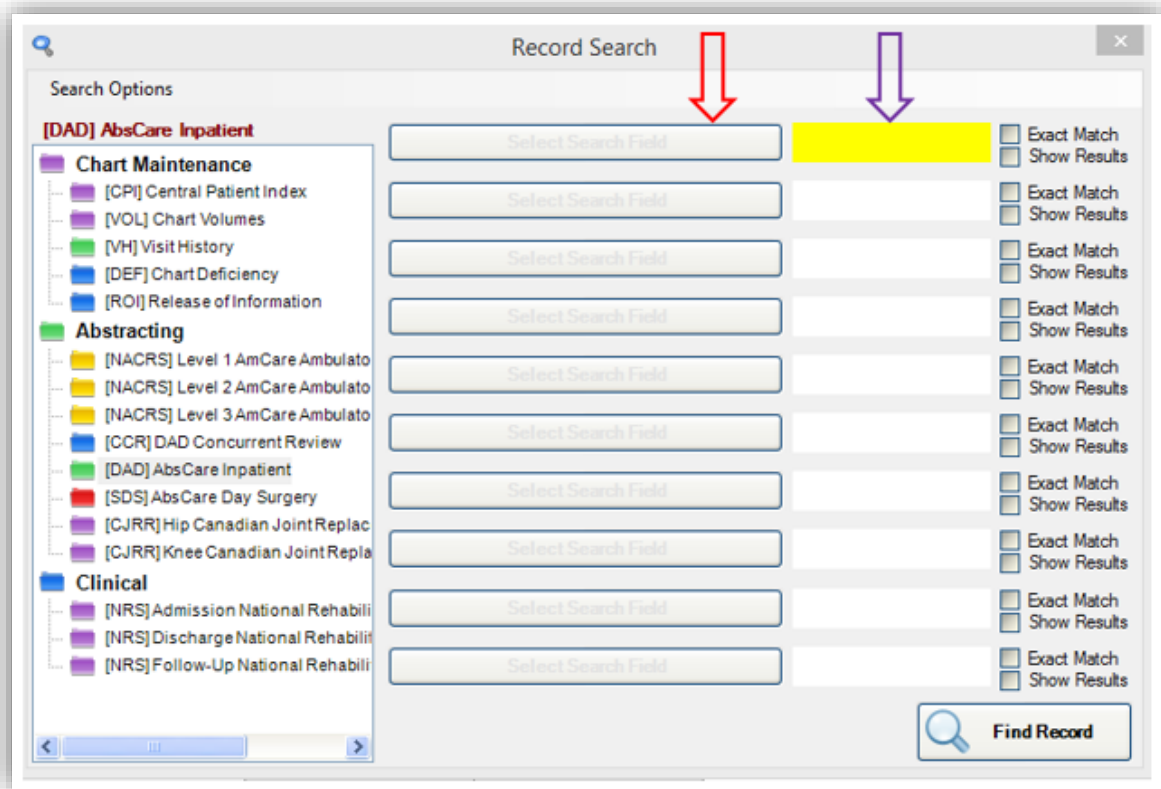 Record Search
Search Options
[DAD] AbsCare Inpatient
Chart Maintenance
[CPI] Central Patient Index
[VOL] Chart Volumes
[VH] Visit History
[DEF] Chart Deficiency
[ROI] Release of Information
Abstracting
[NACRS] Level 1 AmCare Ambulato
[NACRS] Level 2 AmCare Ambulato
[NACRS] Level 3 AmCare Ambulato
[CCR] DAD Concurrent Review
[DAD] AbsCare Inpatient
[SDS] AbsCare Day Surgery
[CJRR] Hip Canadian Joint Replac
[CJRR] Knee Canadian Joint Repla
Clinical
[NRS] Admission National Rehabili
[NRS] Discharge National Rehabilit
[NRS] Follow-Up National Rehabili
Select Search Field
Exact Match
Show Results
Select Search Field
Exact Match
Show Results
Select Search Field
Exact Match
Show Results
Select Search Field
Exact Match
Show Results
Select Search Field
Exact Match
Show Results
Select Search Field
Exact Match
Show Results
Select Search Field
Exact Match
Show Results
Select Search Field
Exact Match
Show Results
Select Search Field
Exact Match
Show Results
Select Search Field
Exact Match
Show Results
Find Record